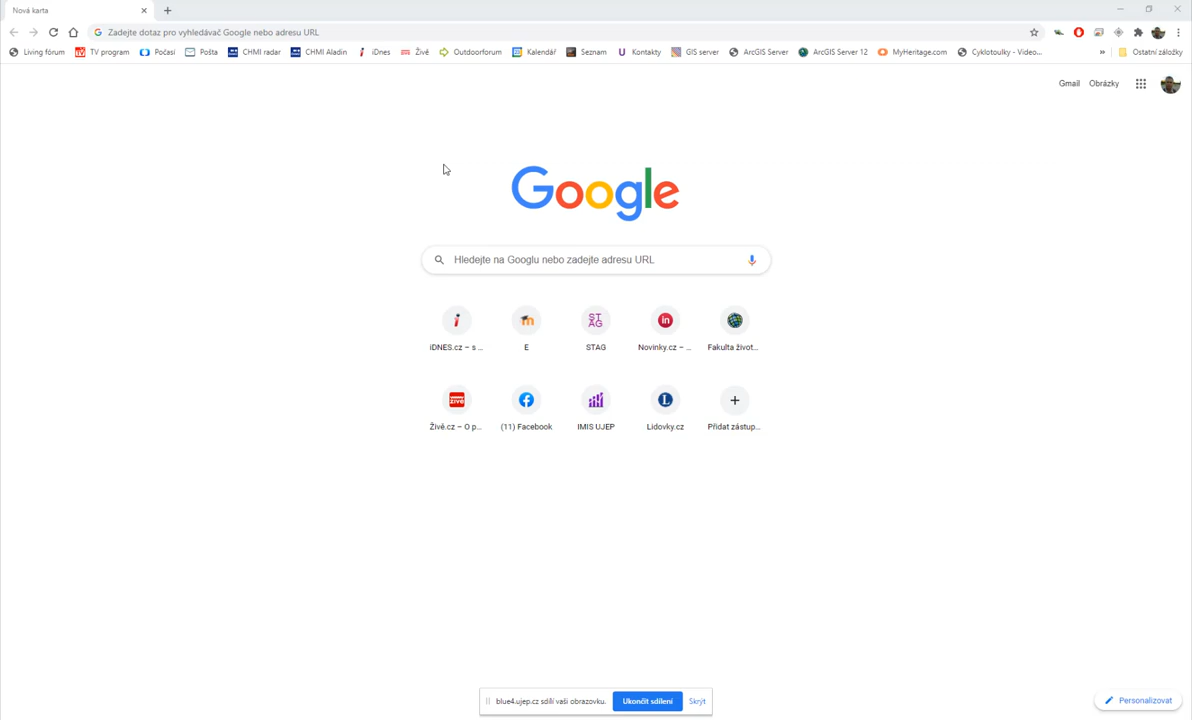 Nová karta
Zadejte dotaz pro vyhledávač Google nebo adresu URL
Living fórum TV program Počasí Pošta CHMI radar CHMI Aladin iDnes Živě Outdoorforum Kalendář Seznam Kontakty GIS server ArcGIS Server ArcGIS Server 12 MyHeritage.com Cyklotoulky - Video... » Ostatní záložky
Gmail Obrázky
Google
Hledejte na Googlu nebo zadejte adresu URL
iDNES.cz – s ... E STAG Novinky.cz – ... Fakulta život...
Živě.cz – O p... (11) Facebook IMIS UJEP Lidovky.cz Přidat zástup...
blue4.ujep.cz sdílí vaši obrazovku. Ukončit sdílení Skrýt
Personalizovat